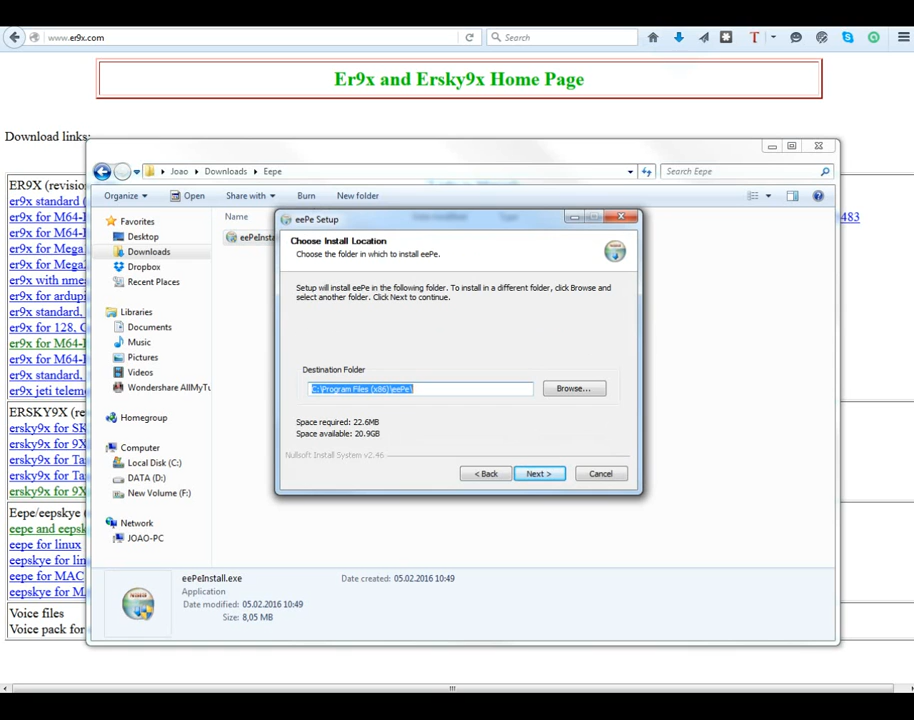 www.er9x.com
Search
Er9x and Ersky9x Home Page
Download links:
ER9X (revisio
er9x standard (
er9x for M64-
483
er9x for M64-
er9x for Mega
er9x for Mega2
er9x with nme
er9x for ardupi
er9x standard,
er9x for 128,
er9x for M64-
er9x standard,
er9x jeti teleme
ERSKY9X (re
ersky9x for SK
ersky9x for 9X
ersky9x for Ta
ersky9x for Ta
ersky9x for 9X
Eepe/eepskye (
eepe and eepsk
eepe for linux
eepskye for lin
eepe for MAC
eepskye for M
Voice files
Voice pack for
Joao
Downloads
Eepe
Search Eepe
Organize
Open
Share with
Burn
New folder
Favorites
Desktop
Downloads
Dropbox
Recent Places
Libraries
Documents
Music
Pictures
Videos
Wondershare AllMyTu
Homegroup
Computer
Local Disk (C:)
DATA (D:)
New Volume (F:)
Network
JOAO-PC
Name
Date modified
Type
eePeInsta
eePe Setup
Choose Install Location
Choose the folder in which to install eePe.
Setup will install eePe in the following folder. To install in a different folder, click Browse and
select another folder. Click Next to continue.
Destination Folder
C:\Program Files (x86)\eePe\
Browse...
Space required: 22.6MB
Space available: 20.9GB
Nullsoft Install System v2.46
< Back
Next >
Cancel
eePeInstall.exe
Date created: 05.02.2016 10:49
Application
Date modified: 05.02.2016 10:49
Size: 8,05 MB